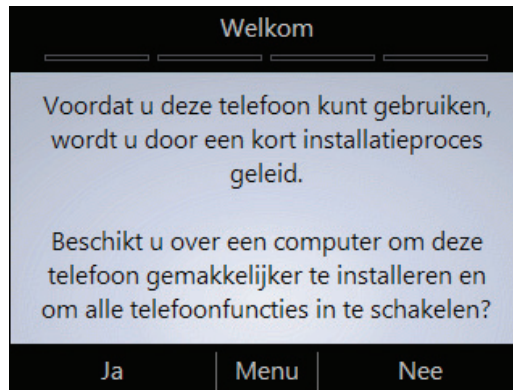 Welkom
Voordat u deze telefoon kunt gebruiken,
wordt u door een kort installatieproces
geleid.
Beschikt u over een computer om deze
telefoon gemakkelijker te installeren en
om alle telefoonfuncties in te schakelen?
Ja Menu Nee